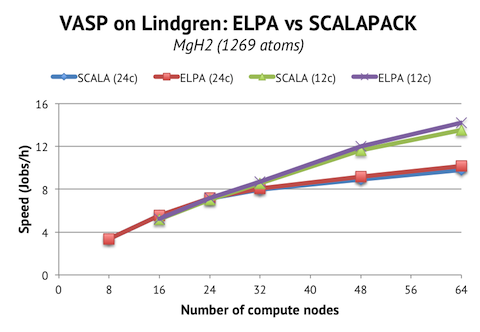 VASP on Lindgren: ELPA vs SCALAPACK
MgH2 (1269 atoms)
SCALA (24c) ELPA (24c) SCALA (12c) ELPA (12c)
16
12
8
4
0
Speed (Jobs/h)
0 8 16 24 32 40 48 56 64
Number of compute nodes